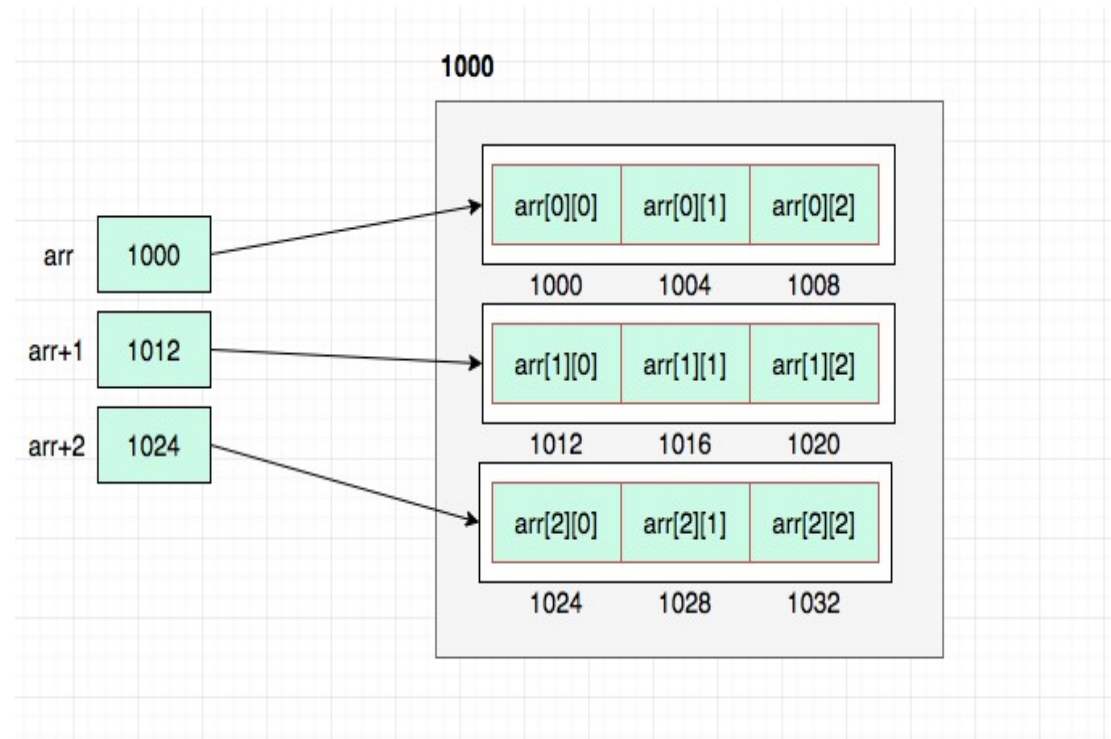 1000
arr[0][0] arr[0][1] arr[0][2]
arr 1000
1000 1004 1008
arr+1 1012
arr[1][0] arr[1][1] arr[1][2]
1012 1016 1020
arr+2 1024
arr[2][0] arr[2][1] arr[2][2]
1024 1028 1032